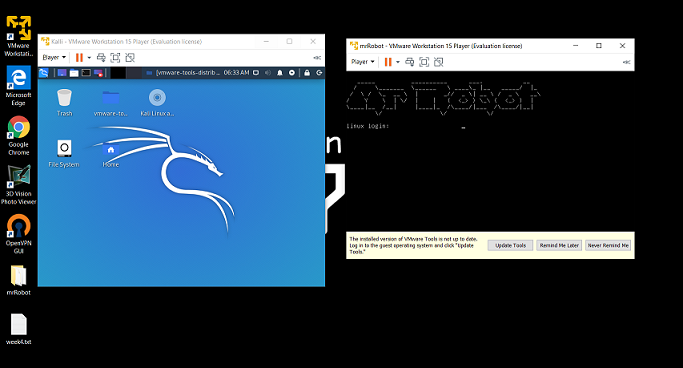 VMware
Workstati...
Microsoft
Edge
Google
Chrome
3D Vision
Photo Viewer
OpenVPN
GUI
mrRobot
week4.txt
Kali - VMware Workstation 15 Player (Evaluation license)
Player
[vmware-tools-distrib...
06:33 AM
Trash
vmware-to...
Kali Linux a...
File System
Home
mrRobot - VMware Workstation 15 Player (Evaluation license)
Player
linux login:
The installed version of VMware Tools is not up to date.
Log in to the guest operating system and click "Update
Tools."
Update Tools
Remind Me Later
Never Remind Me